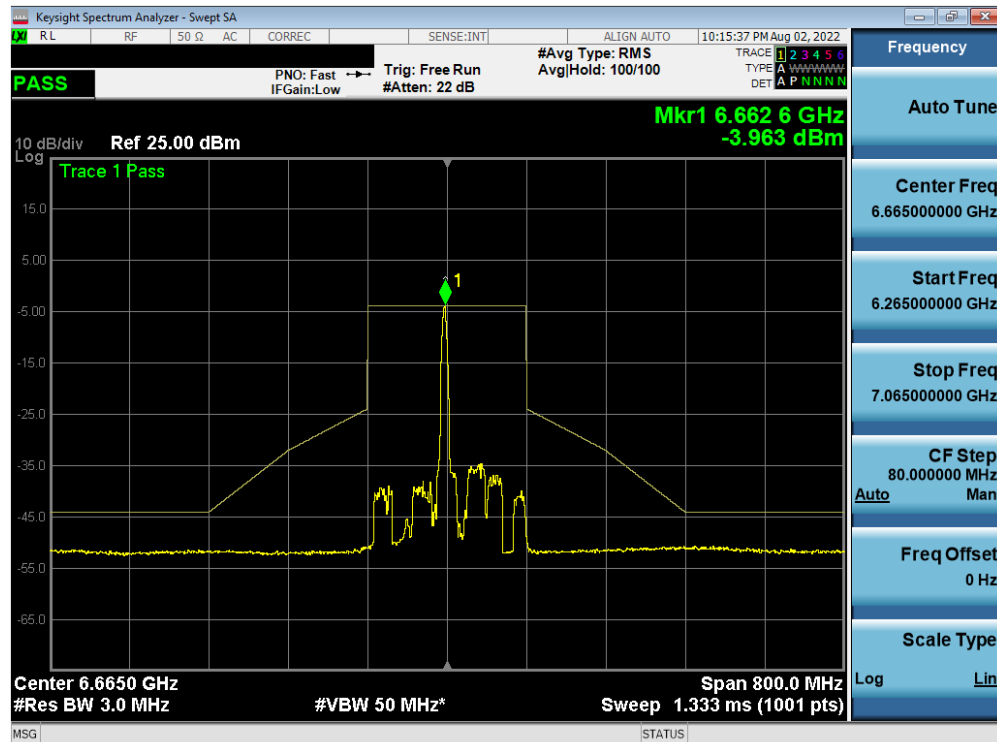 Keysight Spectrum Analyzer - Swept SA
LXI RL RF 50 Ω AC CORREC SENSE:INT ALIGN AUTO 10:15:37 PM Aug 02, 2022
PASS
PNO: Fast
IFGain:Low
Trig: Free Run
#Atten: 22 dB
#Avg Type: RMS
Avg|Hold: 100/100
TRACE 1 2 3 4 5 6
TYPE A WWWWW
DET A P N N N N
Mkr1 6.662 6 GHz
-3.963 dBm
10 dB/div Ref 25.00 dBm
Log
Trace 1 Pass
15.0
5.00
1
-5.00
-15.0
-25.0
-35.0
-45.0
-55.0
-65.0
Center 6.6650 GHz Span 800.0 MHz
#Res BW 3.0 MHz #VBW 50 MHz* Sweep 1.333 ms (1001 pts)
MSG STATUS
Frequency
Auto Tune
Center Freq
6.665000000 GHz
Start Freq
6.265000000 GHz
Stop Freq
7.065000000 GHz
CF Step
80.000000 MHz
Auto Man
Freq Offset
0 Hz
Scale Type
Log Lin